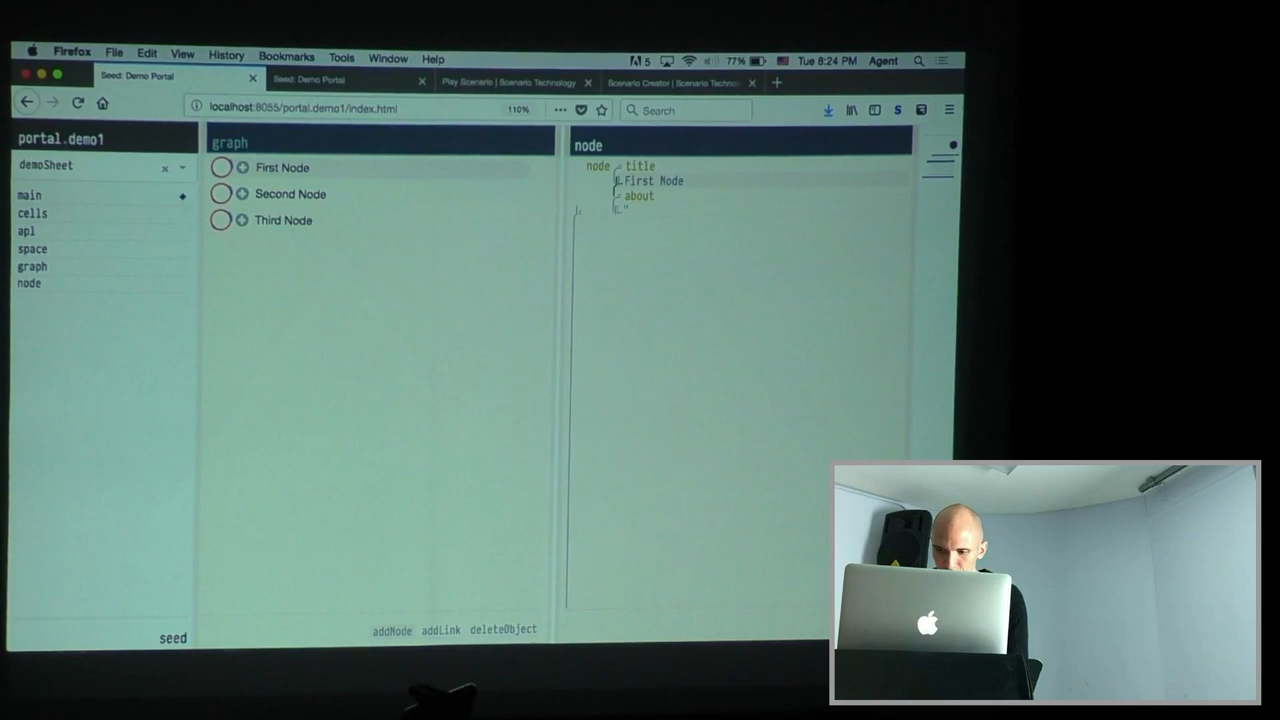 Firefox File Edit View History Bookmarks Tools Window Help 5 77% Tue 8:24 PM Agent
Seed: Demo Portal Seed: Demo Portal Play Scenario | Scenario Technology Scenario Creator | Scenario Techno
localhost:8055/portal.demo1/index.html 110% Search S
portal.demo1
demoSheet
main
cells
apl
space
graph
node
seed
graph
First Node
Second Node
Third Node
addNode addLink deleteObject
node
node title
First Node
about
"